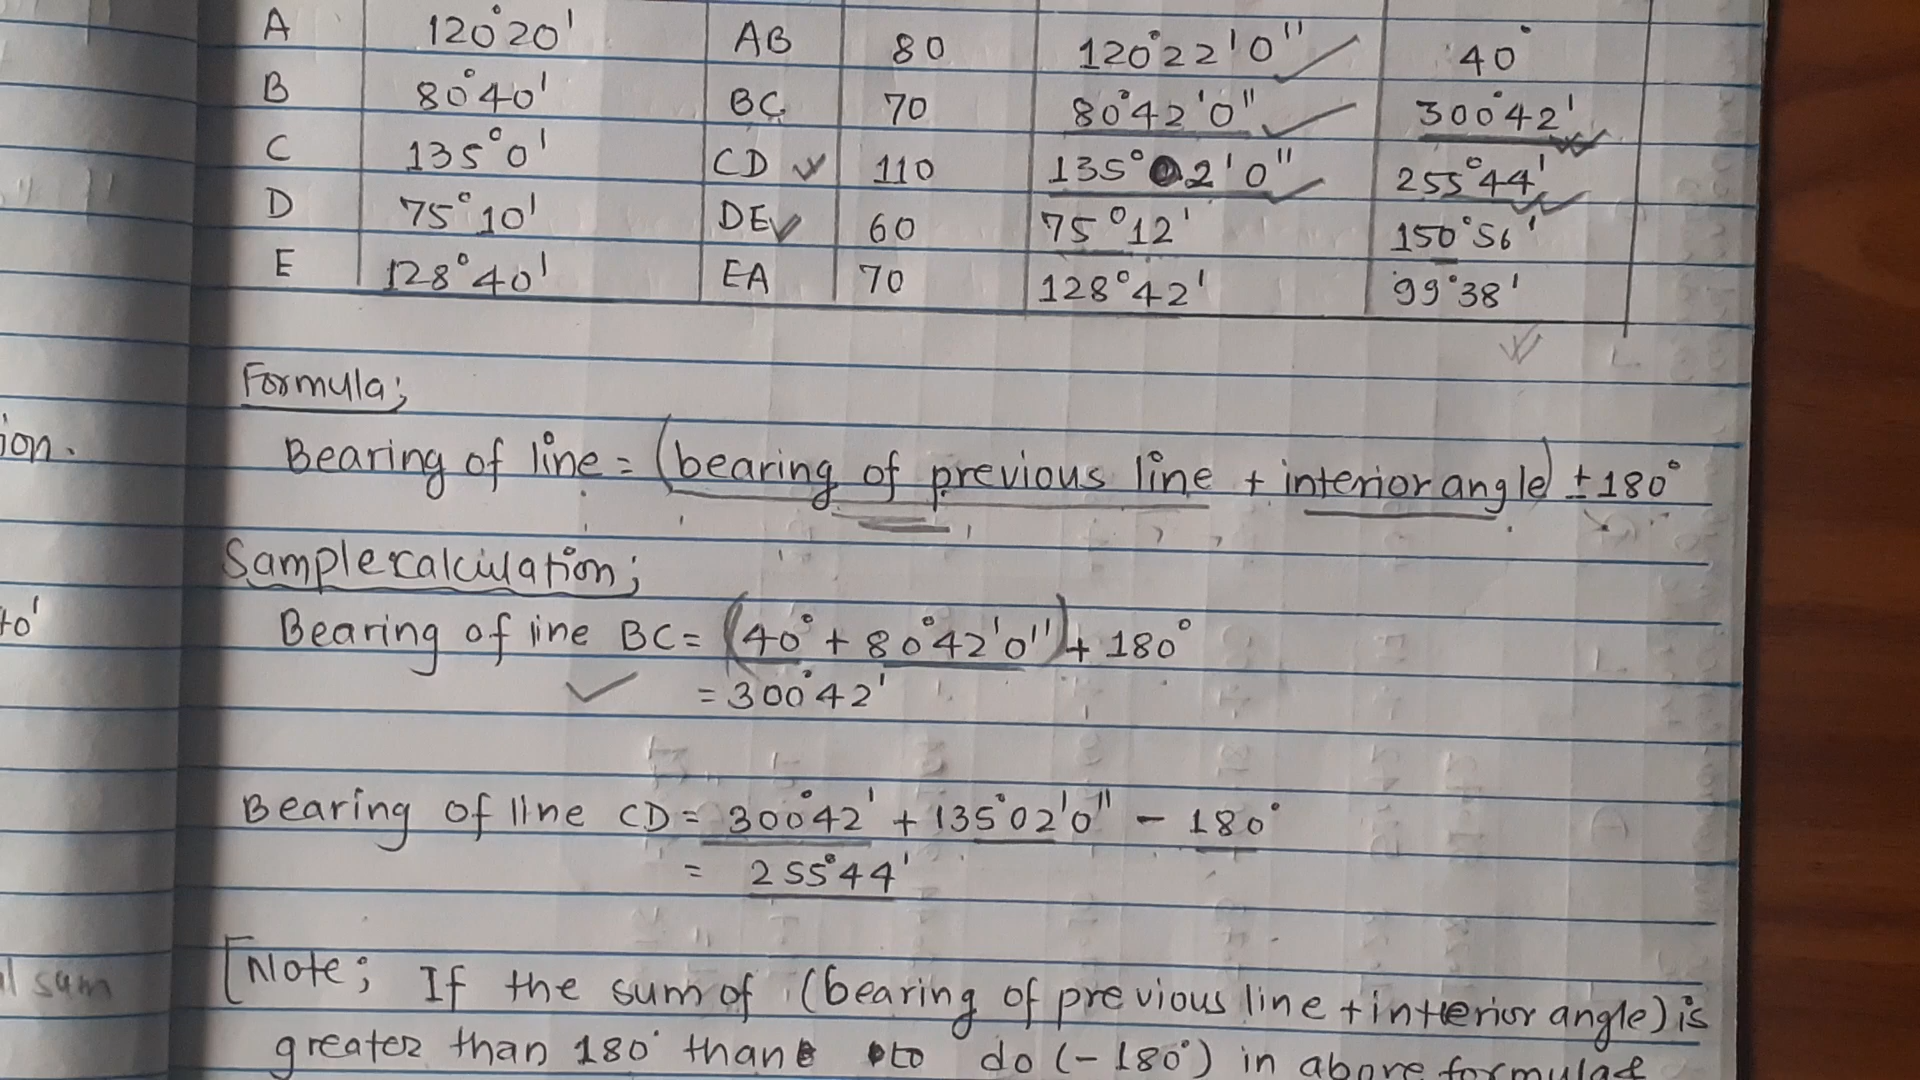 A 120°20' AB 80 120°22'0" 40°
B 80°40' BC 70 80°42'0" 300°42'
C 135°0' CD 110 135°02'0" 255°44'
D 75°10' DE 60 75°12' 150°56'
E 128°40' EA 70 128°42' 99°38'
Formula;
ion.
Bearing of line = (bearing of previous line + interior angle) ± 180°
Sample calculation;
Bearing of line BC = (40° + 80°42'0") + 180°
= 300°42'
Bearing of line CD = 300°42' + 135°02'0" - 180°
= 255°44'
sum
[Note; If the sum of (bearing of previous line + interior angle) is
greater than 180° than to do (-180°) in above formulae